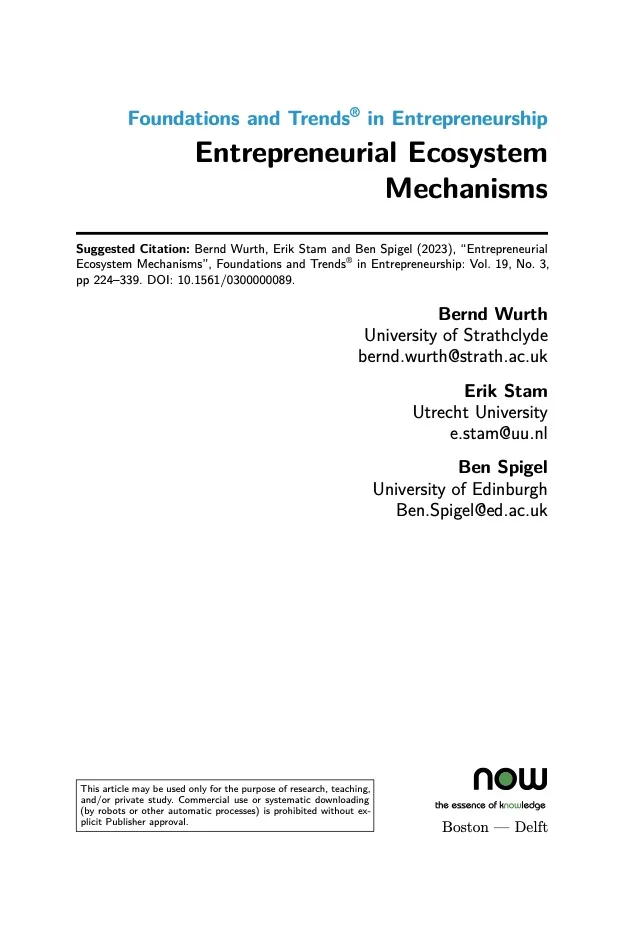 Foundations and Trends® in Entrepreneurship
Entrepreneurial Ecosystem
Mechanisms
Suggested Citation: Bernd Wurth, Erik Stam and Ben Spigel (2023), “Entrepreneurial
Ecosystem Mechanisms”, Foundations and Trends® in Entrepreneurship: Vol. 19, No. 3,
pp 224–339. DOI: 10.1561/0300000089.
Bernd Wurth
University of Strathclyde
bernd.wurth@strath.ac.uk
Erik Stam
Utrecht University
e.stam@uu.nl
Ben Spigel
University of Edinburgh
Ben.Spigel@ed.ac.uk
This article may be used only for the purpose of research, teaching,
and/or private study. Commercial use or systematic downloading
(by robots or other automatic processes) is prohibited without ex-
plicit Publisher approval.
now
the essence of knowledge
Boston — Delft